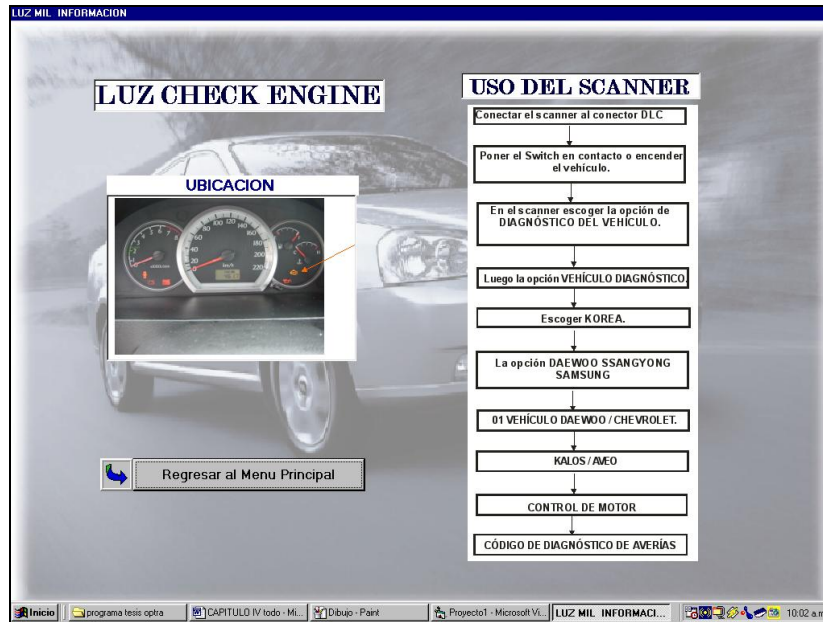 LUZ MIL INFORMACION
LUZ CHECK ENGINE
UBICACION
Regresar al Menu Principal
USO DEL SCANNER
Conectar el scanner al conector DLC
Poner el Switch en contacto o encender
el vehículo.
En el scanner escoger la opción de
DIAGNÓSTICO DEL VEHÍCULO.
Luego la opción VEHÍCULO DIAGNÓSTICO.
Escoger KOREA.
La opción DAEWOO SSANGYONG
SAMSUNG
01 VEHÍCULO DAEWOO / CHEVROLET.
KALOS / AVEO
CONTROL DE MOTOR
CÓDIGO DE DIAGNÓSTICO DE AVERÍAS
Inicio
programa tesis optra
CAPITULO IV todo - Mi...
Dibujo - Paint
Proyecto1 - Microsoft Vi...
LUZ MIL INFORMACI...
10:02 a.m